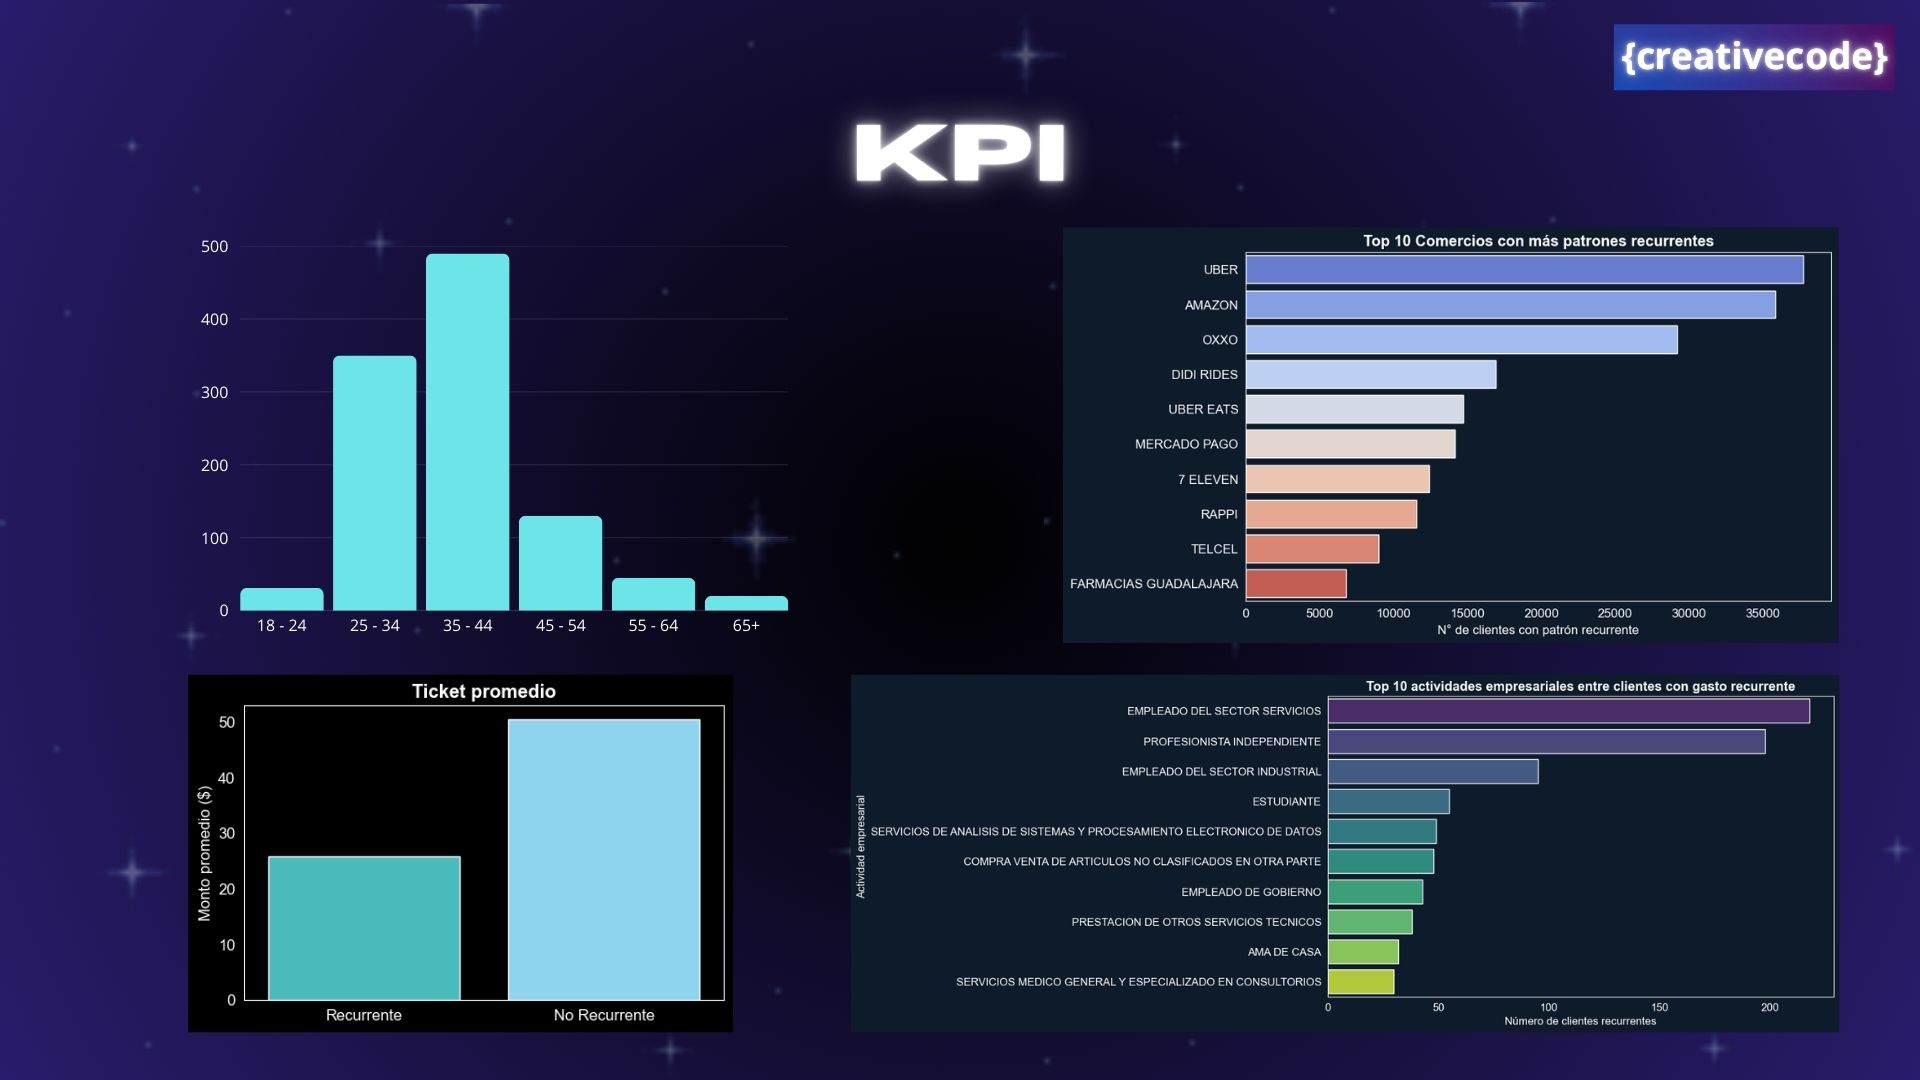 {creativecode}
KPI
500
400
300
200
100
0
18 - 24
25 - 34
35 - 44
45 - 54
55 - 64
65+
Top 10 Comercios con más patrones recurrentes
UBER
AMAZON
OXXO
DIDI RIDES
UBER EATS
MERCADO PAGO
7 ELEVEN
RAPPI
TELCEL
FARMACIAS GUADALAJARA
0 5000 10000 15000 20000 25000 30000 35000
N° de clientes con patrón recurrente
Ticket promedio
Monto promedio ($)
50
40
30
20
10
0
Recurrente
No Recurrente
Top 10 actividades empresariales entre clientes con gasto recurrente
Actividad empresarial
EMPLEADO DEL SECTOR SERVICIOS
PROFESIONISTA INDEPENDIENTE
EMPLEADO DEL SECTOR INDUSTRIAL
ESTUDIANTE
SERVICIOS DE ANALISIS DE SISTEMAS Y PROCESAMIENTO ELECTRONICO DE DATOS
COMPRA VENTA DE ARTICULOS NO CLASIFICADOS EN OTRA PARTE
EMPLEADO DE GOBIERNO
PRESTACION DE OTROS SERVICIOS TECNICOS
AMA DE CASA
SERVICIOS MEDICO GENERAL Y ESPECIALIZADO EN CONSULTORIOS
0 50 100 150 200
Número de clientes recurrentes